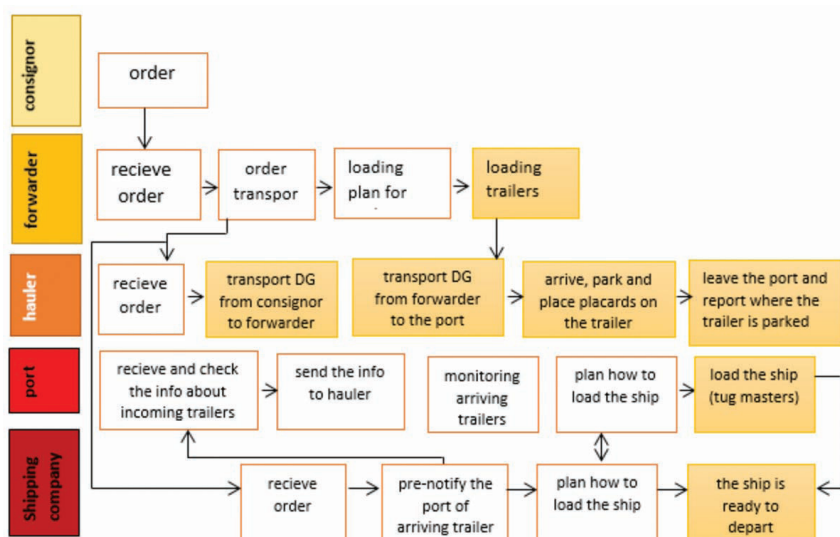 consignor
order
forwarder
recieve
order
order
transpor
loading
plan for
loading
trailers
hauler
recieve
order
transport DG
from consignor
to forwarder
transport DG
from forwarder
to the port
arrive, park and
place placards on
the trailer
leave the port and
report where the
trailer is parked
port
recieve and check
the info about
incoming trailers
send the info
to hauler
monitoring
arriving
trailers
plan how to
load the ship
load the ship
(tug masters)
Shipping
company
recieve
order
pre-notify the
port of
arriving trailer
plan how to
load the ship
the ship is
ready to
depart